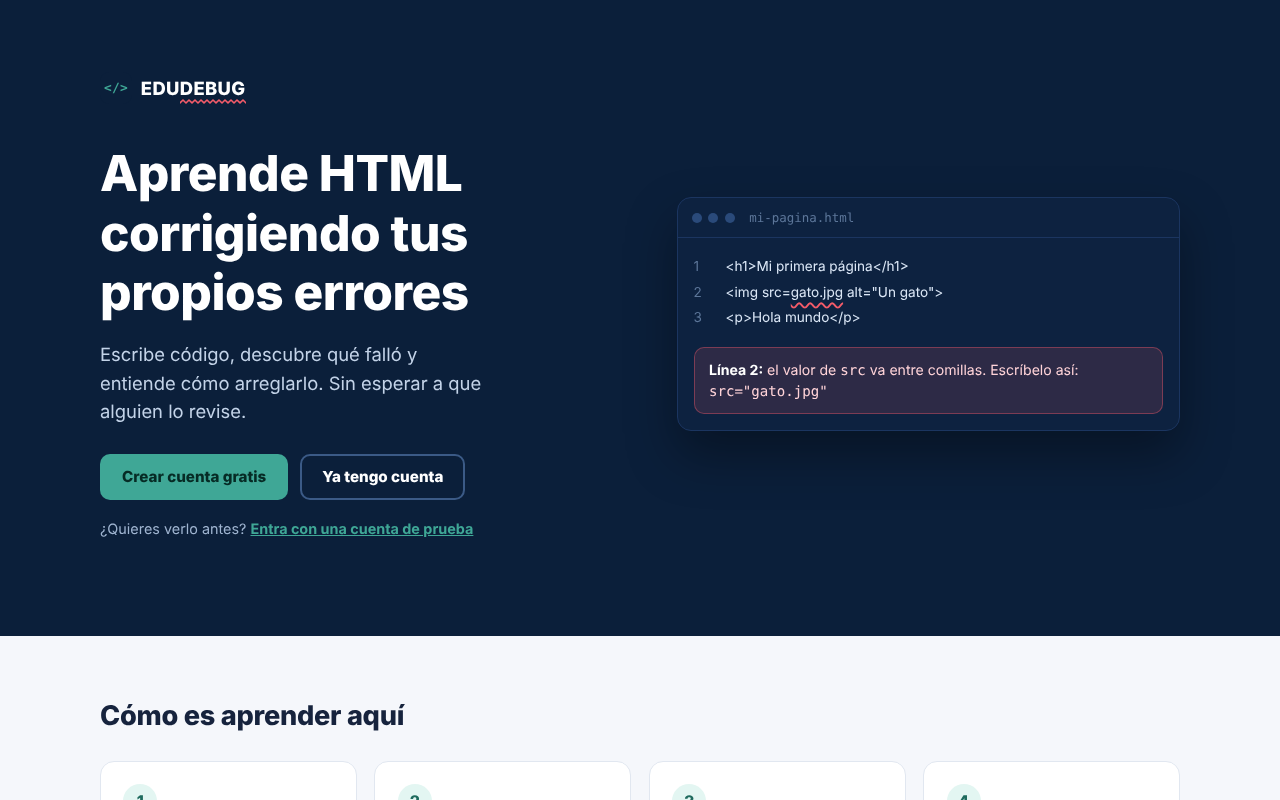 </> EDUDEBUG
Aprende HTML
corrigiendo tus
propios errores
Escribe código, descubre qué falló y
entiende cómo arreglarlo. Sin esperar a que
alguien lo revise.
Crear cuenta gratis
Ya tengo cuenta
¿Quieres verlo antes? Entra con una cuenta de prueba
mi-pagina.html
1 <h1>Mi primera página</h1>
2 <img src=gato.jpg alt="Un gato">
3 <p>Hola mundo</p>
Línea 2: el valor de src va entre comillas. Escríbelo así:
src="gato.jpg"
Cómo es aprender aquí
1 2 3 4